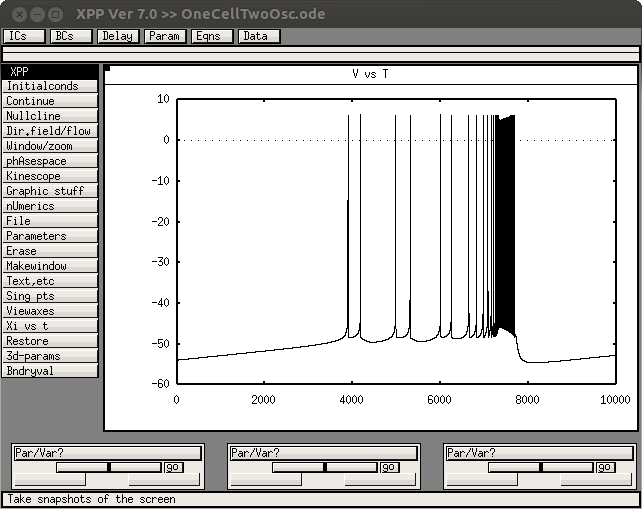 XPP Ver 7.0 >> OneCellTwoOsc.ode
ICs BCs Delay Param Eqns Data
XPP
Initialconds
Continue
Nullcline
Dir.field/flow
Window/zoom
phAsespace
Kinescope
Graphic stuff
nUmerics
File
Parameters
Erase
Makewindow
Text,etc
Sing pts
Viewaxes
Xi vs t
Restore
3d-params
Bndryval
V vs T
10
0
-10
-20
-30
-40
-50
-60
0 2000 4000 6000 8000 10000
Par/Var? Par/Var? Par/Var?
go go go
Take snapshots of the screen